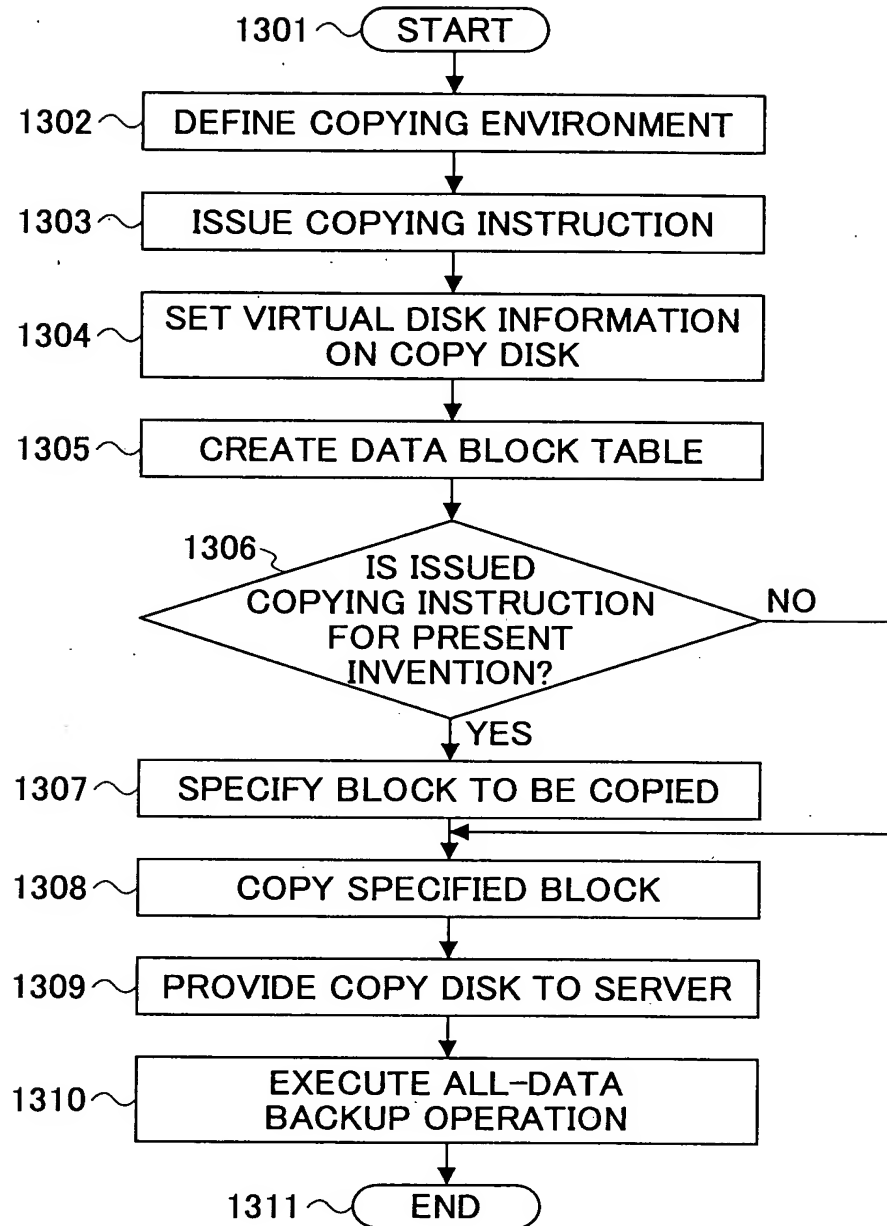 1301 START
1302 DEFINE COPYING ENVIRONMENT
1303 ISSUE COPYING INSTRUCTION
1304 SET VIRTUAL DISK INFORMATION
ON COPY DISK
1305 CREATE DATA BLOCK TABLE
1306
IS ISSUED
COPYING INSTRUCTION
FOR PRESENT
INVENTION?
NO
YES
1307 SPECIFY BLOCK TO BE COPIED
1308 COPY SPECIFIED BLOCK
1309 PROVIDE COPY DISK TO SERVER
1310 EXECUTE ALL-DATA
BACKUP OPERATION
1311 END